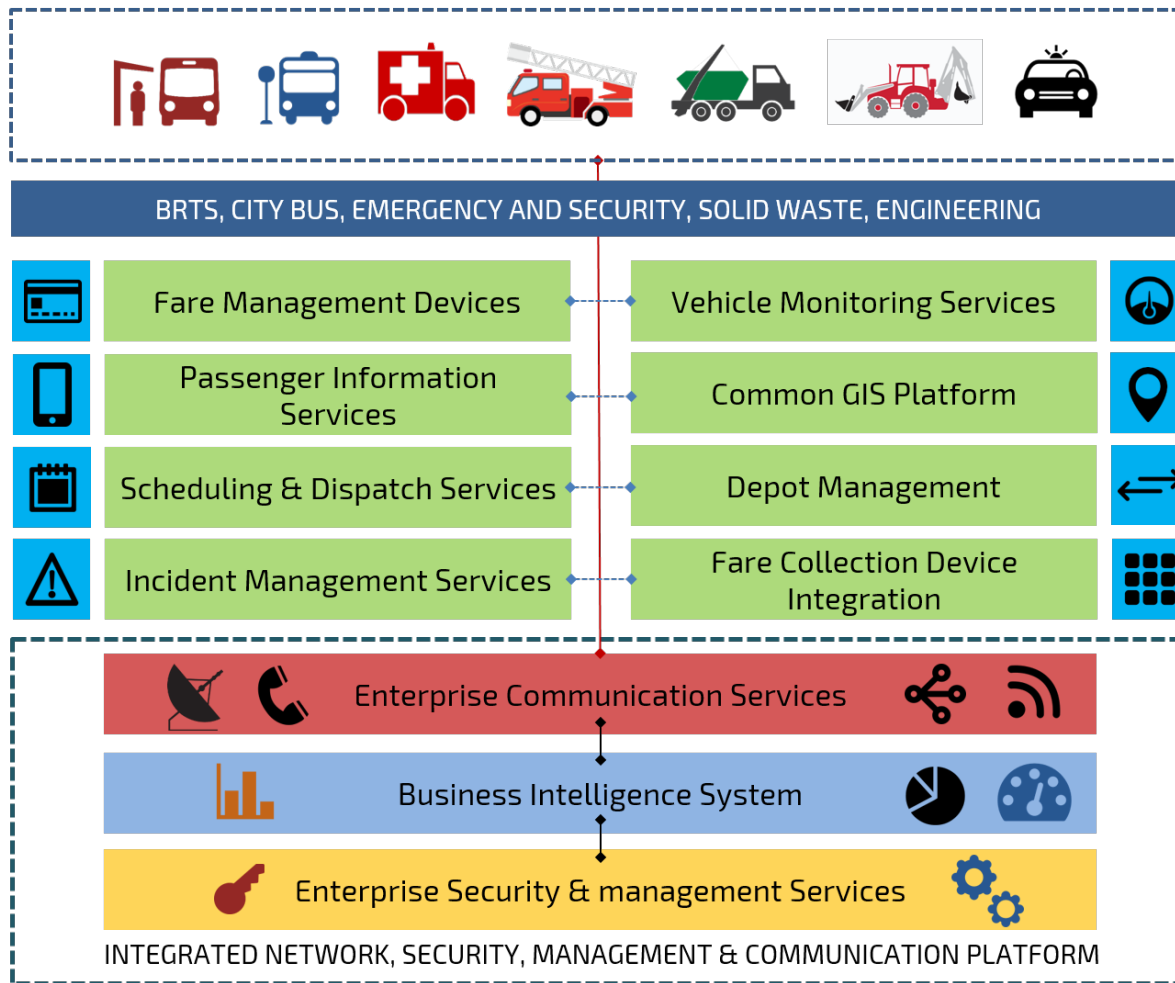 BRTS, CITY BUS, EMERGENCY AND SECURITY, SOLID WASTE, ENGINEERING
Fare Management Devices
Vehicle Monitoring Services
Passenger Information
Services
Common GIS Platform
Scheduling & Dispatch Services
Depot Management
Incident Management Services
Fare Collection Device
Integration
Enterprise Communication Services
Business Intelligence System
Enterprise Security & management Services
INTEGRATED NETWORK, SECURITY, MANAGEMENT & COMMUNICATION PLATFORM